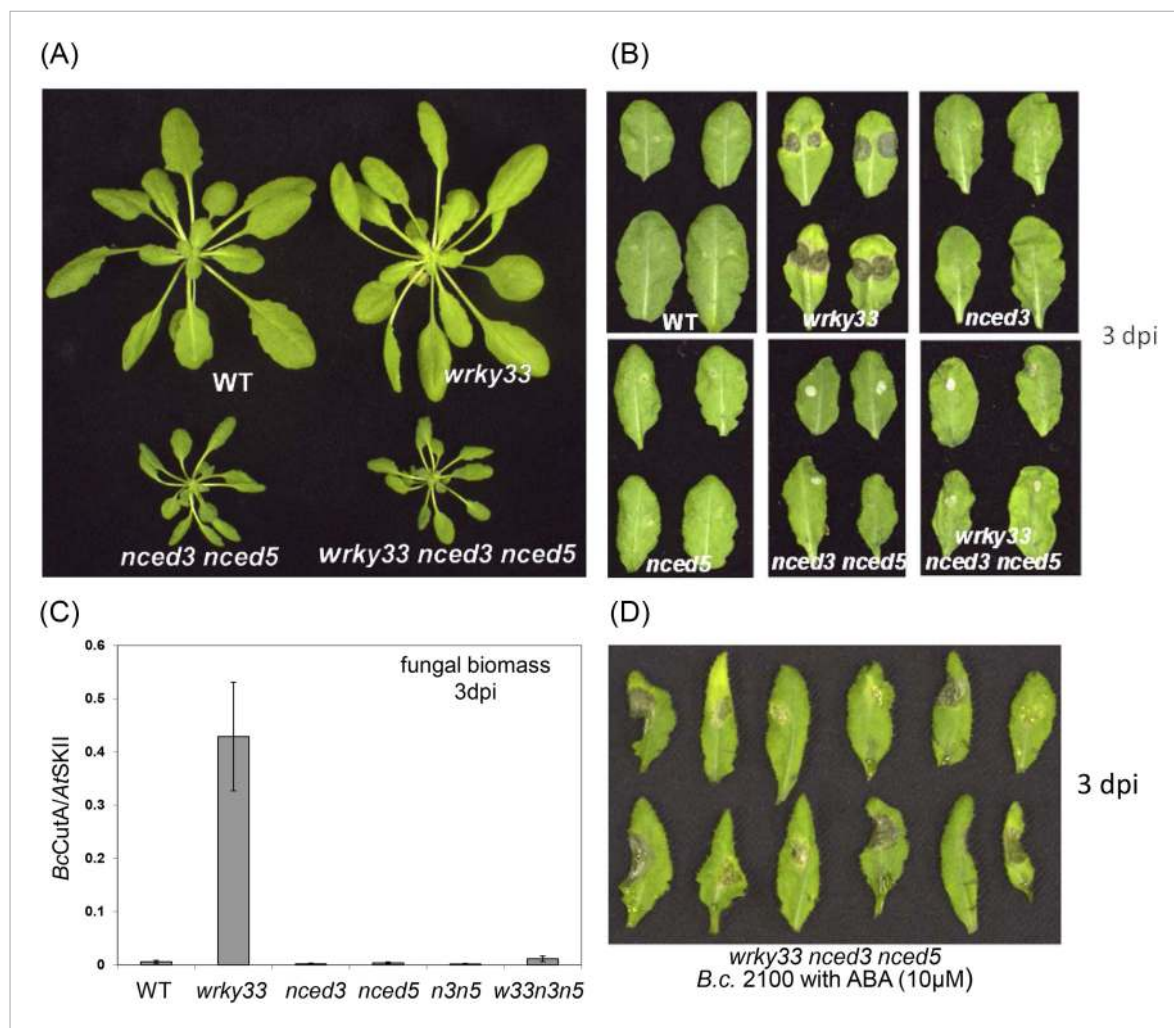 (A)
WT
wrky33
nced3 nced5
wrky33 nced3 nced5
(B)
WT
wrky33
nced3
nced5
nced3 nced5
wrky33
nced3 nced5
3 dpi
(C)
0.6
0.5
0.4
0.3
0.2
0.1
0
BcCutA/AtSKII
fungal biomass
3dpi
WT wrky33 nced3 nced5 n3n5 w33n3n5
(D)
3 dpi
wrky33 nced3 nced5
B.c. 2100 with ABA (10µM)